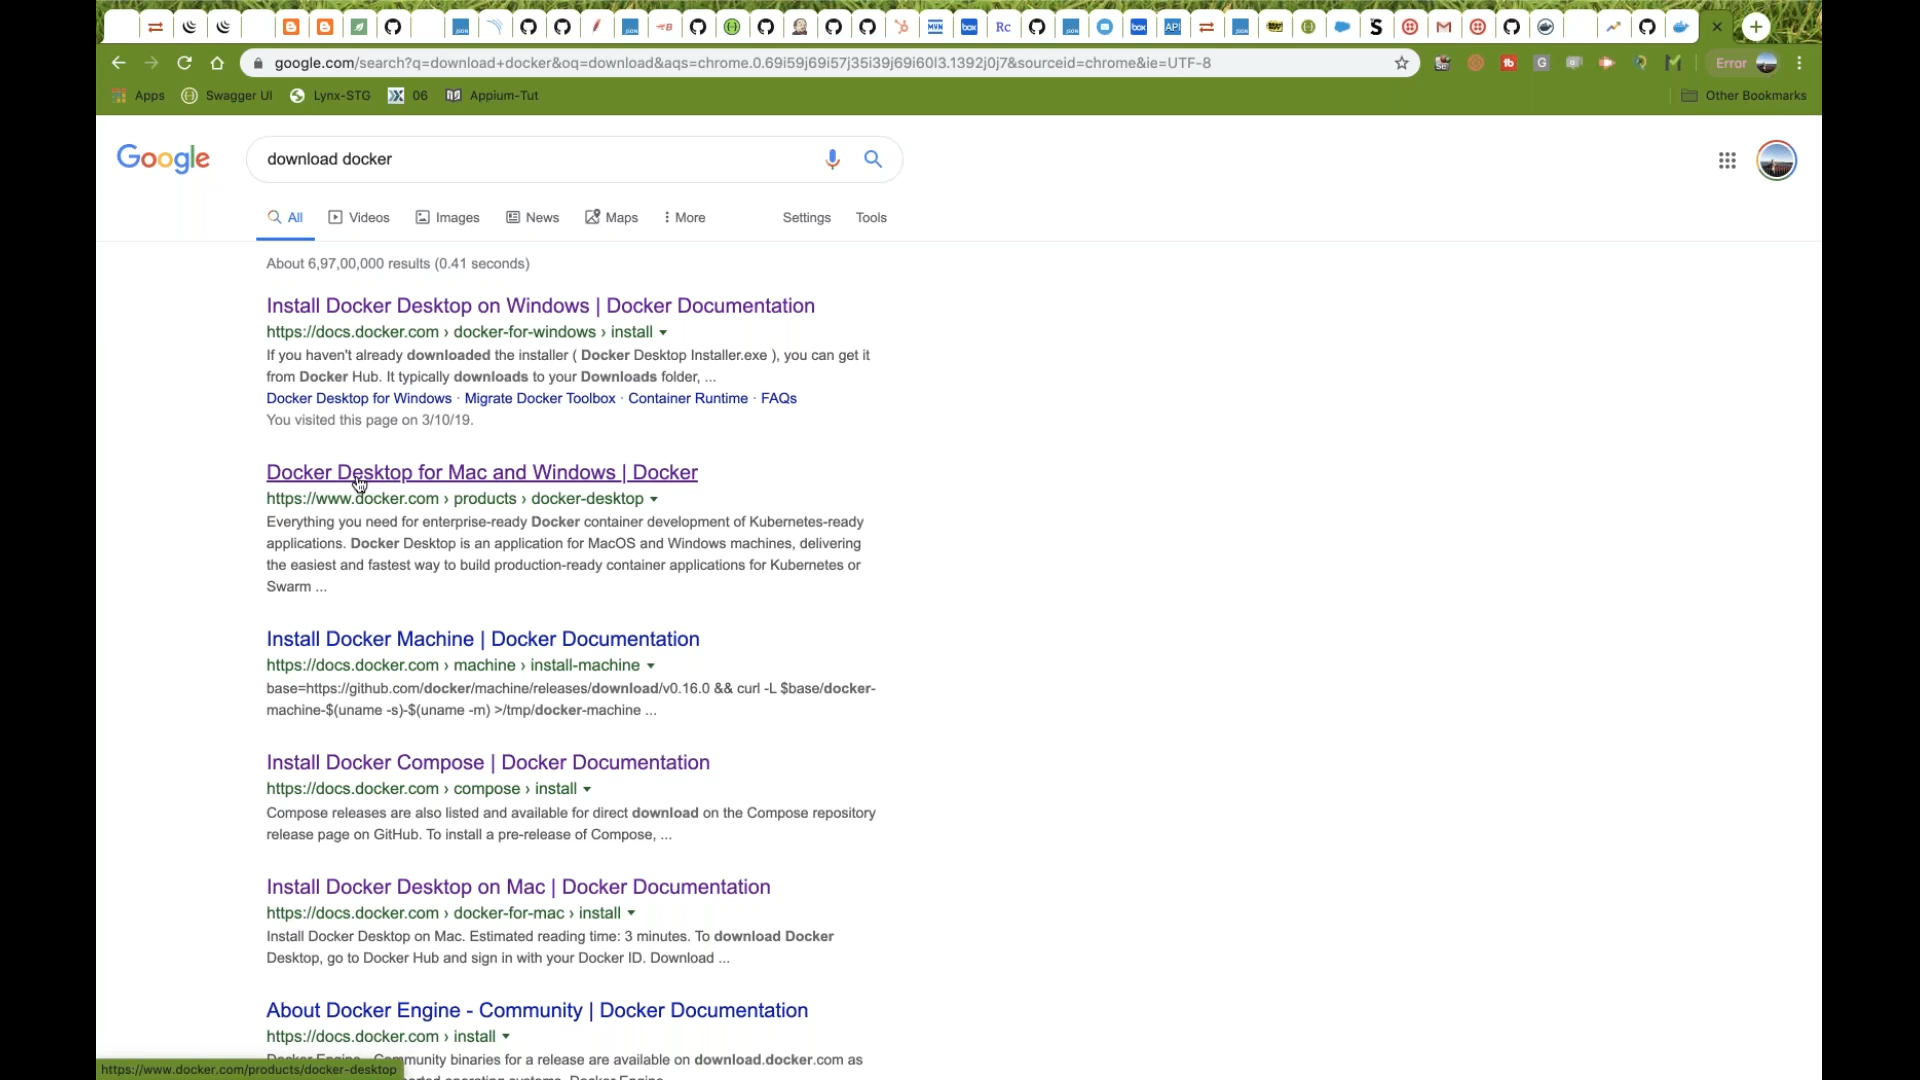 google.com/search?q=download+docker&oq=download&aqs=chrome.0.69i59j69i57j35i39j69i60l3.1392j0j7&sourceid=chrome&ie=UTF-8
Error
Apps Swagger UI Lynx-STG 06 Appium-Tut Other Bookmarks
Google download docker
All Videos Images News Maps More Settings Tools
About 6,97,00,000 results (0.41 seconds)
Install Docker Desktop on Windows | Docker Documentation
https://docs.docker.com › docker-for-windows › install
If you haven't already downloaded the installer ( Docker Desktop Installer.exe ), you can get it
from Docker Hub. It typically downloads to your Downloads folder, ...
Docker Desktop for Windows · Migrate Docker Toolbox · Container Runtime · FAQs
You visited this page on 3/10/19.
Docker Desktop for Mac and Windows | Docker
https://www.docker.com › products › docker-desktop
Everything you need for enterprise-ready Docker container development of Kubernetes-ready
applications. Docker Desktop is an application for MacOS and Windows machines, delivering
the easiest and fastest way to build production-ready container applications for Kubernetes or
Swarm ...
Install Docker Machine | Docker Documentation
https://docs.docker.com › machine › install-machine
base=https://github.com/docker/machine/releases/download/v0.16.0 && curl -L $base/docker-
machine-$(uname -s)-$(uname -m) >/tmp/docker-machine ...
Install Docker Compose | Docker Documentation
https://docs.docker.com › compose › install
Compose releases are also listed and available for direct download on the Compose repository
release page on GitHub. To install a pre-release of Compose, ...
Install Docker Desktop on Mac | Docker Documentation
https://docs.docker.com › docker-for-mac › install
Install Docker Desktop on Mac. Estimated reading time: 3 minutes. To download Docker
Desktop, go to Docker Hub and sign in with your Docker ID. Download ...
About Docker Engine - Community | Docker Documentation
https://docs.docker.com › install
Docker Engine - Community binaries for a release are available on download.docker.com as
https://www.docker.com/products/docker-desktop